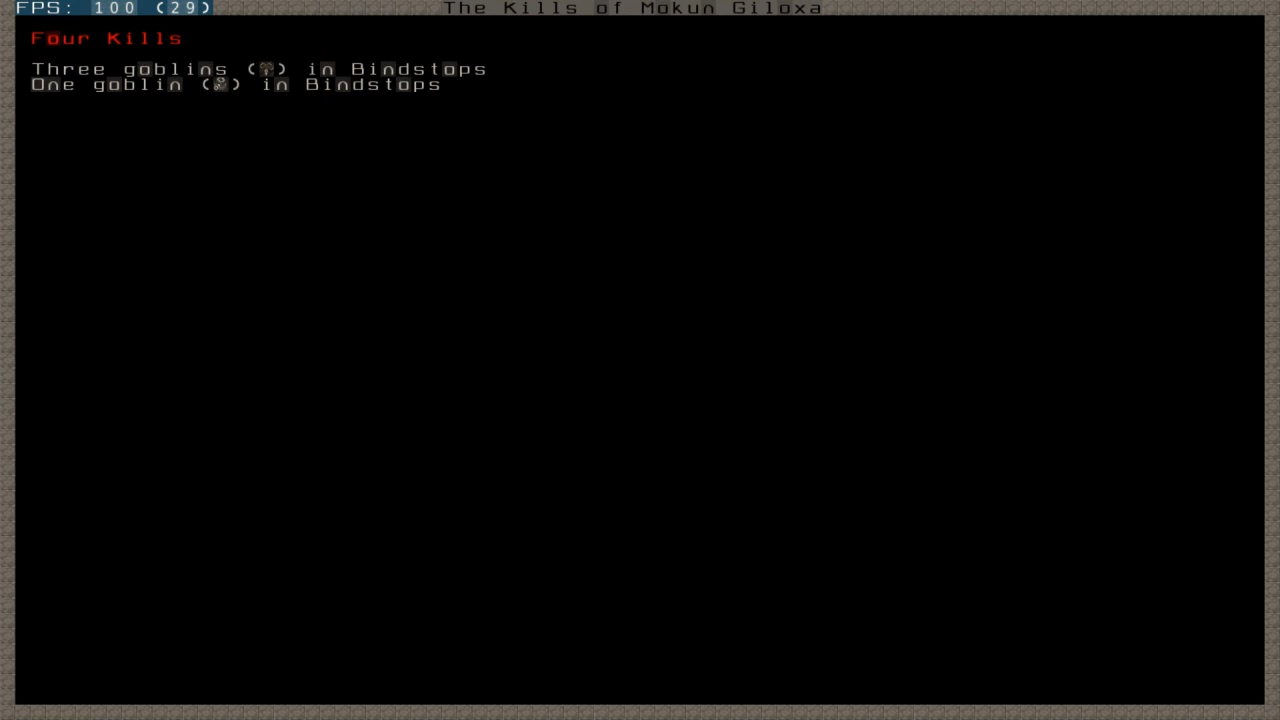 FPS: 100 (29)
The Kills of Mokun Giloxa
Four Kills
Three goblins (♠) in Bindstops
One goblin () in Bindstops